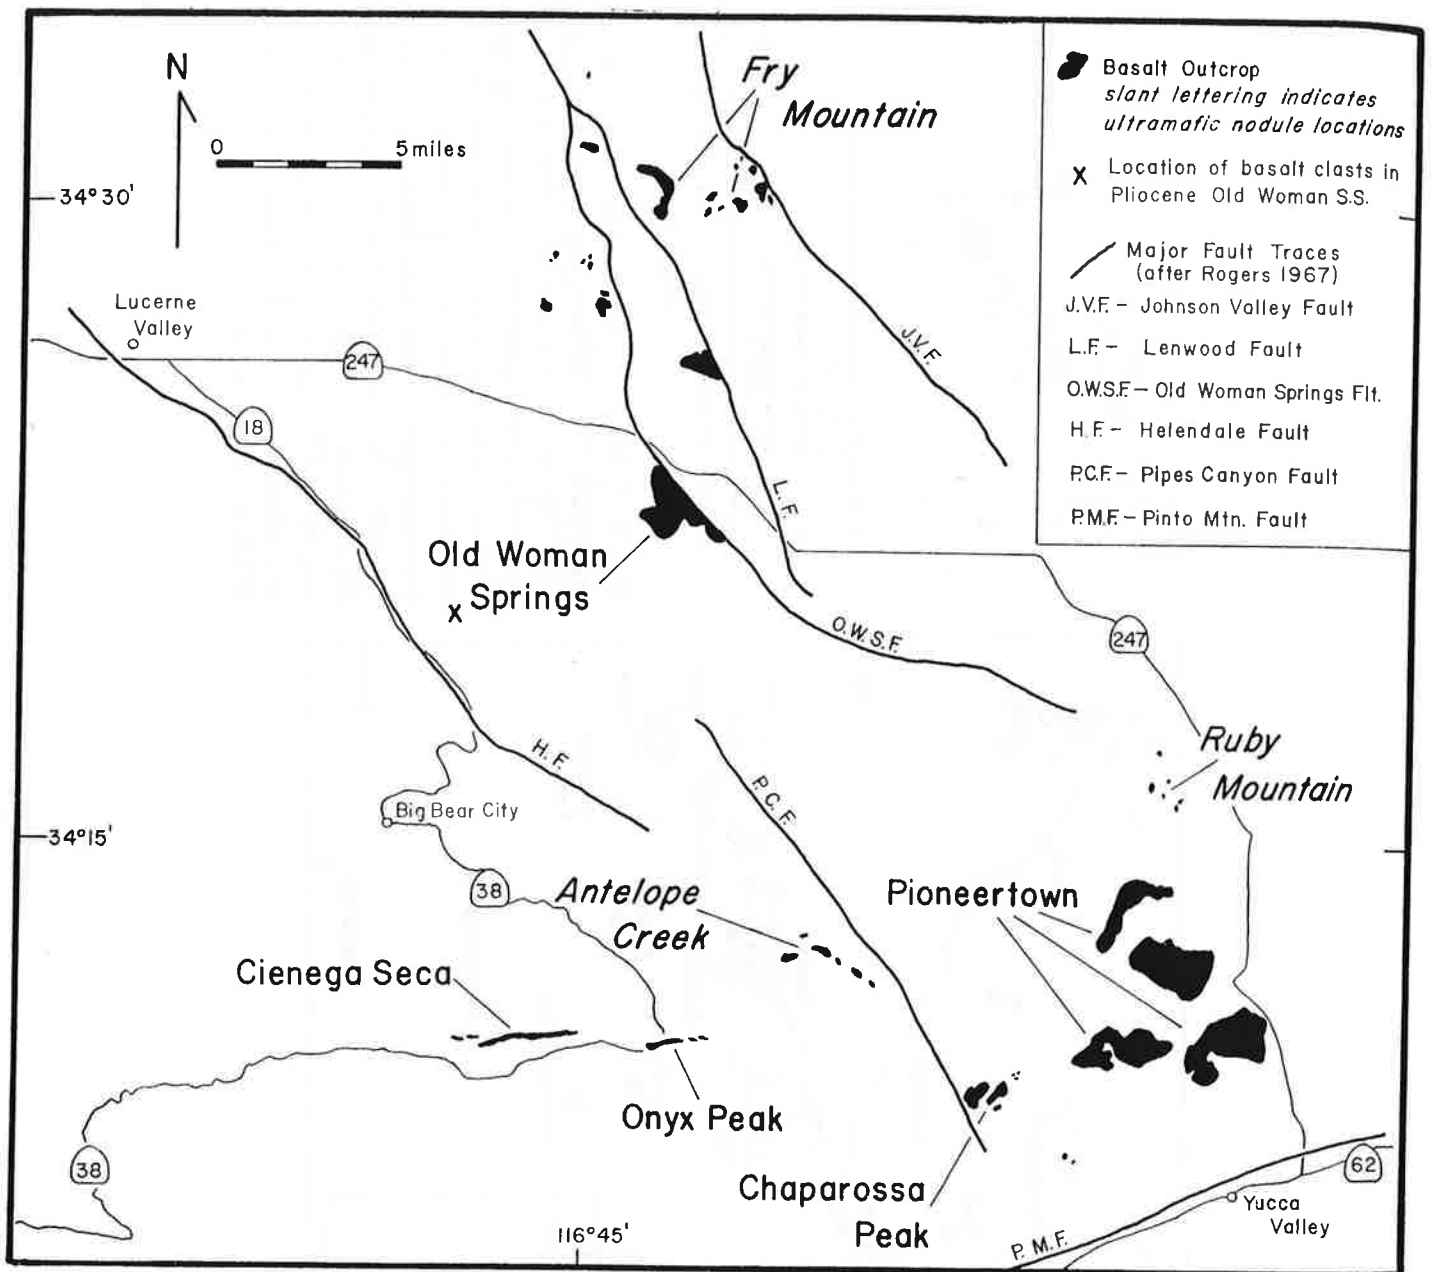 N
0 5 miles
34°30'
Fry
Mountain
Basalt Outcrop
slant lettering indicates
ultramafic nodule locations
x Location of basalt clasts in
Pliocene Old Woman S.S.
Major Fault Traces
(after Rogers 1967)
J.V.F.- Johnson Valley Fault
L.F.- Lenwood Fault
O.W.S.F.- Old Woman Springs Flt.
H.F.- Helendale Fault
P.C.F.- Pipes Canyon Fault
P.M.F.- Pinto Mtn. Fault
Lucerne
Valley
247
18
J.V.F.
L.F.
Old Woman
x Springs
O.W.S.F.
247
H.F.
P.C.F.
Ruby
Mountain
Big Bear City
34°15'
38
Antelope
Creek
Pioneertown
Cienega Seca
Onyx Peak
Chaparossa
Peak
38
62
Yucca
Valley
P.M.F.
116°45'